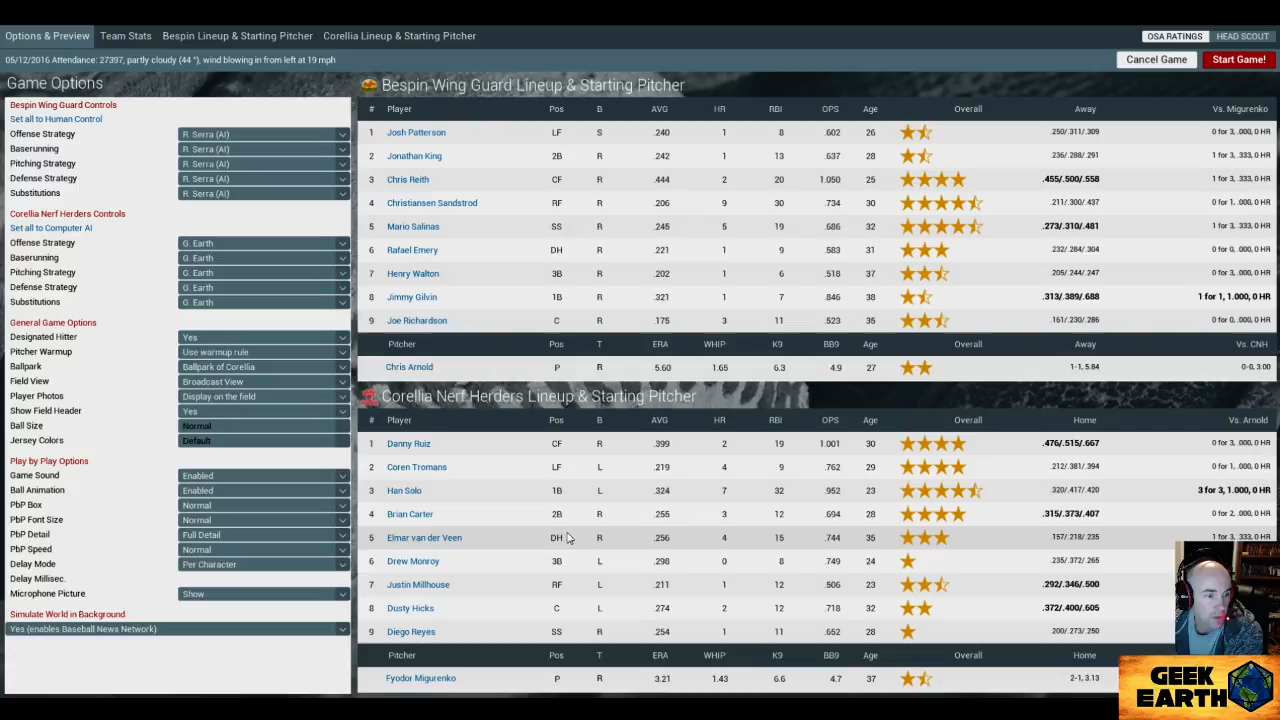 Options & Preview Team Stats Bespin Lineup & Starting Pitcher Corellia Lineup & Starting Pitcher OSA RATINGS HEAD SCOUT
05/12/2016 Attendance: 27397, partly cloudy (44 °), wind blowing in from left at 19 mph Cancel Game Start Game!
Game Options
Bespin Wing Guard Controls
Set all to Human Control
Offense Strategy R. Serra (AI)
Baserunning R. Serra (AI)
Pitching Strategy R. Serra (AI)
Defense Strategy R. Serra (AI)
Substitutions R. Serra (AI)
Corellia Nerf Herders Controls
Set all to Computer AI
Offense Strategy G. Earth
Baserunning G. Earth
Pitching Strategy G. Earth
Defense Strategy G. Earth
Substitutions G. Earth
General Game Options
Designated Hitter Yes
Pitcher Warmup Use warmup rule
Ballpark Ballpark of Corellia
Field View Broadcast View
Player Photos Display on the field
Show Field Header Yes
Ball Size Normal
Jersey Colors Default
Play by Play Options
Game Sound Enabled
Ball Animation Enabled
PbP Box Normal
PbP Font Size Normal
PbP Detail Full Detail
PbP Speed Normal
Delay Mode Per Character
Delay Millisec.
Microphone Picture Show
Simulate World in Background
Yes (enables Baseball News Network)
Bespin Wing Guard Lineup & Starting Pitcher
# Player Pos B AVG HR RBI OPS Age Overall Away Vs. Migurenko
1 Josh Patterson LF S .240 1 8 .602 26 250/.311/.309 0 for 3, .000, 0 HR
2 Jonathan King 2B R .242 1 13 .637 28 236/.288/.291 1 for 3, .333, 0 HR
3 Chris Reith CF R .444 2 20 1.050 25 .455/.500/.558 1 for 3, .333, 0 HR
4 Christiansen Sandstrod RF R .206 9 30 .734 30 .211/.300/.437 0 for 1, .000, 0 HR
5 Mario Salinas SS R .245 5 19 .686 32 .273/.310/.481 1 for 3, .333, 0 HR
6 Rafael Emery DH R .221 1 9 .583 31 232/.284/.304 0 for 2, .000, 0 HR
7 Henry Walton 3B R .202 1 6 .518 37 205/.244/.247 0 for 3, .000, 0 HR
8 Jimmy Gilvin 1B R .321 1 7 .846 38 .313/.389/.688 1 for 1, 1.000, 0 HR
9 Joe Richardson C R .175 3 11 .523 35 .161/.230/.286 0 for 0, .000, 0 HR
Pitcher Pos T ERA WHIP K9 BB9 Age Overall Away Vs. CNH
Chris Arnold P R 5.60 1.65 6.3 4.9 27 1-1, 5.84 0-0, 3.00
Corellia Nerf Herders Lineup & Starting Pitcher
# Player Pos B AVG HR RBI OPS Age Overall Home Vs. Arnold
1 Danny Ruiz CF R .399 2 19 1.001 30 .476/.515/.667 0 for 3, .000, 0 HR
2 Coren Tromans LF L .219 4 9 .762 29 .212/.381/.394 0 for 1, .000, 0 HR
3 Han Solo 1B L .324 7 32 .952 23 320/.417/.420 3 for 3, 1.000, 0 HR
4 Brian Carter 2B R .255 3 12 .694 28 .315/.373/.407 0 for 2, .000, 0 HR
5 Elmar van der Veen DH R .256 4 15 .744 35 157/.218/.235 1 for 3, .333, 0 HR
6 Drew Monroy 3B L .298 0 8 .749 24 235/.372/.265
7 Justin Millhouse RF L .211 1 12 .506 23 .292/.346/.500
8 Dusty Hicks C L .274 2 12 .718 32 .372/.400/.605
9 Diego Reyes SS R .254 1 11 .652 28 200/.273/.250
Pitcher Pos T ERA WHIP K9 BB9 Age Overall Home
Fyodor Migurenko P R 3.21 1.43 6.6 4.7 37 2-1, 3.13
GEEK
EARTH